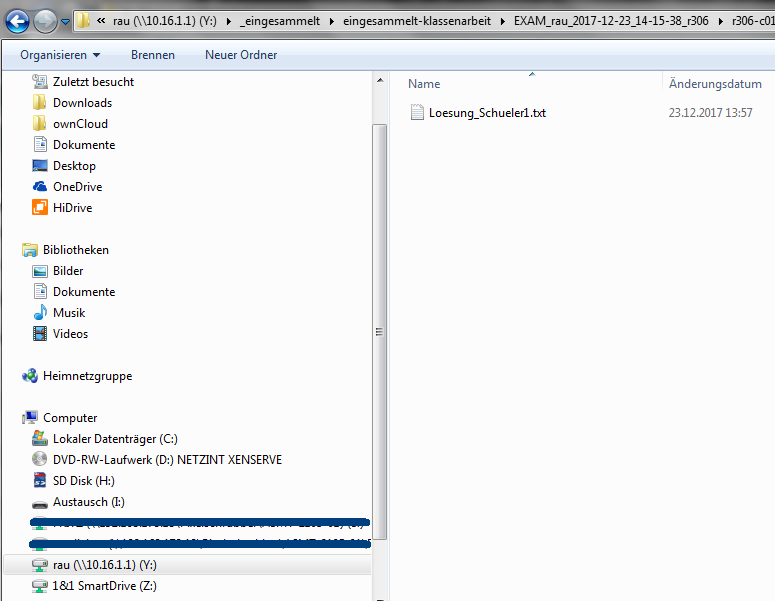 « rau (\\10.16.1.1) (Y:) ▸ _eingesammelt ▸ eingesammelt-klassenarbeit ▸ EXAM_rau_2017-12-23_14-15-38_r306 ▸ r306-c01
Organisieren Brennen Neuer Ordner
Name Änderungsdatum
Loesung_Schueler1.txt 23.12.2017 13:57
Zuletzt besucht
Downloads
ownCloud
Dokumente
Desktop
OneDrive
HiDrive
Bibliotheken
Bilder
Dokumente
Musik
Videos
Heimnetzgruppe
Computer
Lokaler Datenträger (C:)
DVD-RW-Laufwerk (D:) NETZINT XENSERVE
SD Disk (H:)
Austausch (I:)
rau (\\10.16.1.1) (Y:)
1&1 SmartDrive (Z:)